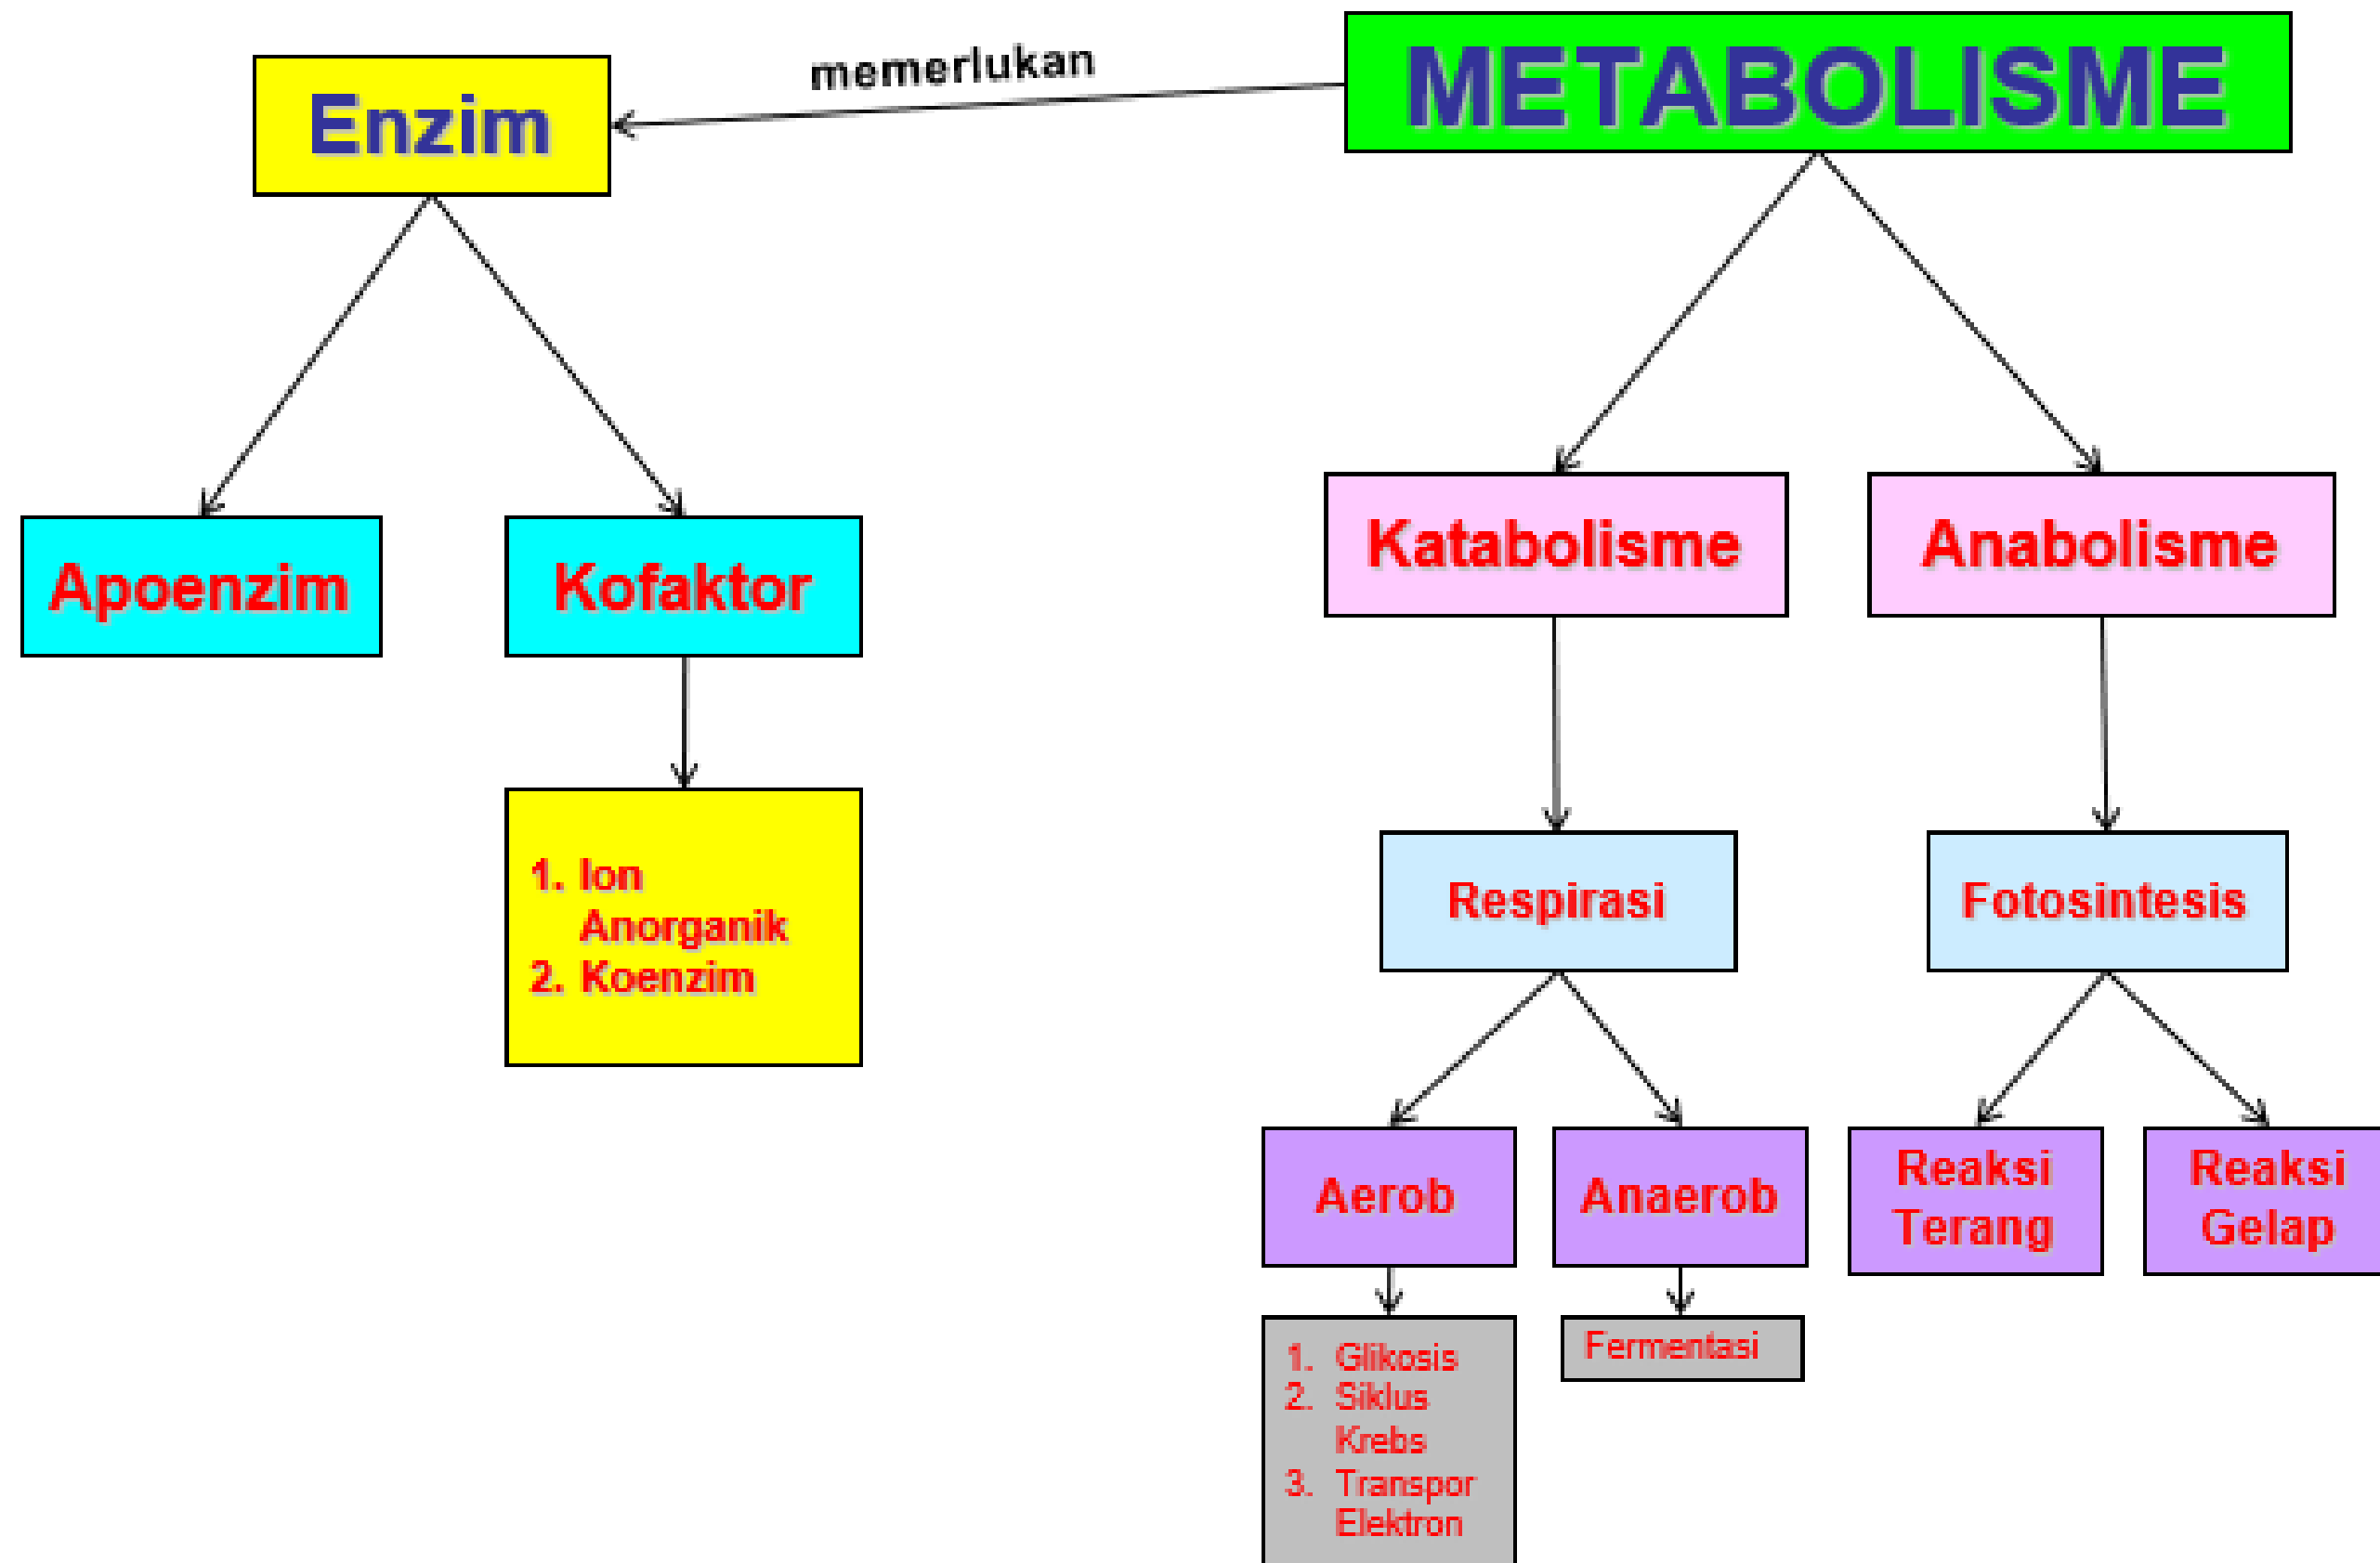 memerlukan
METABOLISME
Enzim
Katabolisme
Anabolisme
Apoenzim
Kofaktor
1. Ion
Anorganik
2. Koenzim
Respirasi
Fotosintesis
Aerob
Anaerob
Reaksi
Terang
Reaksi
Gelap
1. Glikosis
2. Siklus
Krebs
3. Transpor
Elektron
Fermentasi